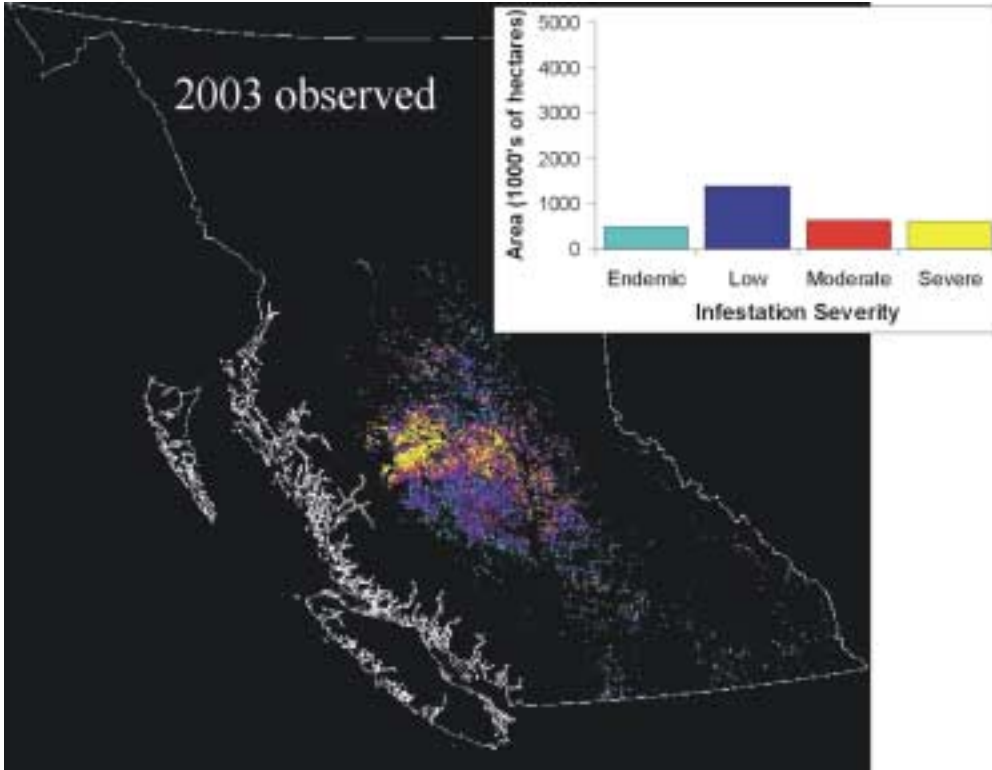 2003 observed
Area (1000's of hectares)
5000
4000
3000
2000
1000
0
Endemic Low Moderate Severe
Infestation Severity